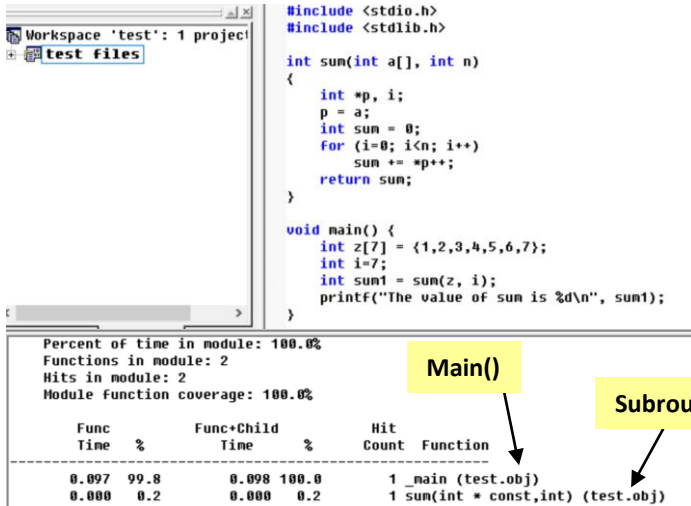 Workspace 'test': 1 project
test files
#include <stdio.h>
#include <stdlib.h>
int sum(int a[], int n)
{
int *p, i;
p = a;
int sum = 0;
for (i=0; i<n; i++)
sum += *p++;
return sum;
}
void main() {
int z[7] = {1,2,3,4,5,6,7};
int i=7;
int sum1 = sum(z, i);
printf("The value of sum is %d\n", sum1);
}
Percent of time in module: 100.0%
Functions in module: 2
Hits in module: 2
Module function coverage: 100.0%
Main()
Subrou
Func Func+Child Hit
Time % Time % Count Function
---------------------------------------------------------------
0.097 99.8 0.098 100.0 1 _main (test.obj)
0.000 0.2 0.000 0.2 1 sum(int * const,int) (test.obj)